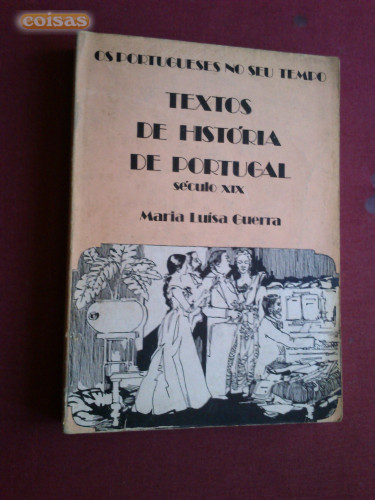 coisas
OS PORTUGUESES NO SEU TEMPO
TEXTOS
DE HISTÓRIA
DE PORTUGAL
século XIX
Maria Luísa Guerra